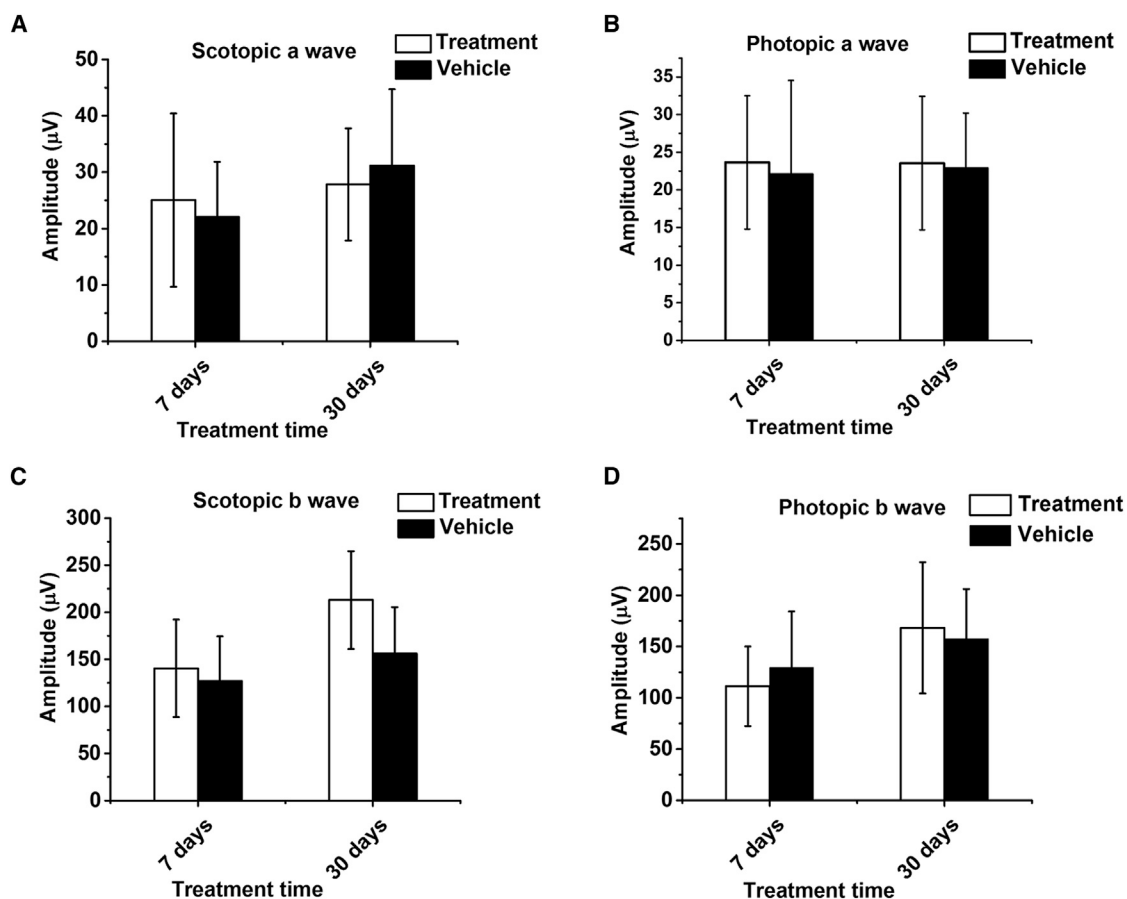 A
Scotopic a wave
Treatment
Vehicle
50
40
30
20
10
0
Amplitude (μV)
7 days
30 days
Treatment time
B
Photopic a wave
Treatment
Vehicle
35
30
25
20
15
10
5
0
Amplitude (μV)
7 days
30 days
Treatment time
C
Scotopic b wave
Treatment
Vehicle
300
250
200
150
100
50
0
Amplitude (μV)
7 days
30 days
Treatment time
D
Photopic b wave
Treatment
Vehicle
250
200
150
100
50
0
Amplitude (μV)
7 days
30 days
Treatment time